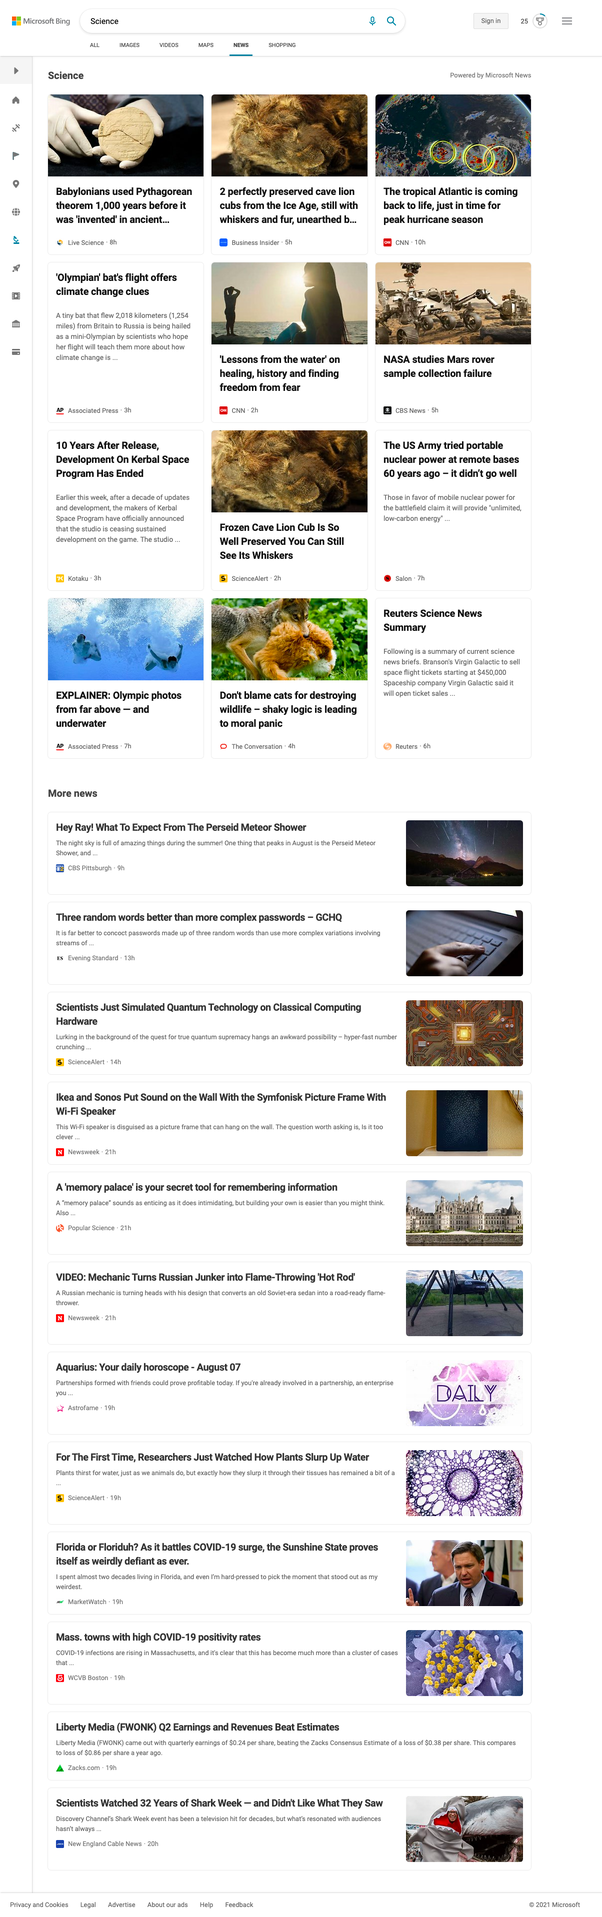 Microsoft Bing
Science
Sign in
25
ALL
IMAGES
VIDEOS
MAPS
NEWS
SHOPPING
Science
Powered by Microsoft News
Babylonians used Pythagorean
theorem 1,000 years before it
was 'invented' in ancient...
Live Science · 8h
2 perfectly preserved cave lion
cubs from the Ice Age, still with
whiskers and fur, unearthed b...
Business Insider · 5h
The tropical Atlantic is coming
back to life, just in time for
peak hurricane season
CNN · 10h
'Olympian' bat's flight offers
climate change clues
A tiny bat that flew 2,018 kilometers (1,254
miles) from Britain to Russia is being hailed
as a mini-Olympian by scientists who hope
her flight will teach them more about how
climate change is ...
AP
Associated Press · 3h
'Lessons from the water' on
healing, history and finding
freedom from fear
CNN · 2h
NASA studies Mars rover
sample collection failure
CBS News · 5h
10 Years After Release,
Development On Kerbal Space
Program Has Ended
Earlier this week, after a decade of updates
and development, the makers of Kerbal
Space Program have officially announced
that the studio is ceasing sustained
development on the game. The studio ...
Kotaku · 3h
Frozen Cave Lion Cub Is So
Well Preserved You Can Still
See Its Whiskers
ScienceAlert · 2h
The US Army tried portable
nuclear power at remote bases
60 years ago – it didn't go well
Those in favor of mobile nuclear power for
the battlefield claim it will provide "unlimited,
low-carbon energy" ...
Salon · 7h
EXPLAINER: Olympic photos
from far above — and
underwater
AP
Associated Press · 7h
Don't blame cats for destroying
wildlife – shaky logic is leading
to moral panic
The Conversation · 4h
Reuters Science News
Summary
Following is a summary of current science
news briefs. Branson's Virgin Galactic to sell
space flight tickets starting at $450,000
Spaceship company Virgin Galactic said it
will open ticket sales ...
Reuters · 6h
More news
Hey Ray! What To Expect From The Perseid Meteor Shower
The night sky is full of amazing things during the summer! One thing that peaks in August is the Perseid Meteor
Shower, and ...
CBS Pittsburgh · 9h
Three random words better than more complex passwords – GCHQ
It is far better to concoct passwords made up of three random words than use more complex variations involving
streams of ...
ES
Evening Standard · 13h
Scientists Just Simulated Quantum Technology on Classical Computing
Hardware
Lurking in the background of the quest for true quantum supremacy hangs an awkward possibility – hyper-fast number
crunching ...
ScienceAlert · 14h
Ikea and Sonos Put Sound on the Wall With the Symfonisk Picture Frame With
Wi-Fi Speaker
This Wi-Fi speaker is disguised as a picture frame that can hang on the wall. The question worth asking is, Is it too
clever ...
Newsweek · 21h
A 'memory palace' is your secret tool for remembering information
A "memory palace" sounds as enticing as it does intimidating, but building your own is easier than you might think.
Also ...
Popular Science · 21h
VIDEO: Mechanic Turns Russian Junker into Flame-Throwing 'Hot Rod'
A Russian mechanic is turning heads with his design that converts an old Soviet-era sedan into a road-ready flame-
thrower.
Newsweek · 21h
Aquarius: Your daily horoscope - August 07
Partnerships formed with friends could prove profitable today. If you're already involved in a partnership, an enterprise
you ...
Astrofame · 19h
DAILY
For The First Time, Researchers Just Watched How Plants Slurp Up Water
Plants thirst for water, just as we animals do, but exactly how they slurp it through their tissues has remained a bit of a
...
ScienceAlert · 19h
Florida or Floriduh? As it battles COVID-19 surge, the Sunshine State proves
itself as weirdly defiant as ever.
I spent almost two decades living in Florida, and even I'm hard-pressed to pick the moment that stood out as my
weirdest.
MarketWatch · 19h
Mass. towns with high COVID-19 positivity rates
COVID-19 infections are rising in Massachusetts, and it's clear that this has become much more than a cluster of cases
that ...
WCVB Boston · 19h
Liberty Media (FWONK) Q2 Earnings and Revenues Beat Estimates
Liberty Media (FWONK) came out with quarterly earnings of $0.24 per share, beating the Zacks Consensus Estimate of a loss of $0.38 per share. This compares
to loss of $0.86 per share a year ago.
Zacks.com · 19h
Scientists Watched 32 Years of Shark Week — and Didn't Like What They Saw
Discovery Channel's Shark Week event has been a television hit for decades, but what's resonated with audiences
hasn't always ...
New England Cable News · 20h
Privacy and Cookies
Legal
Advertise
About our ads
Help
Feedback
© 2021 Microsoft